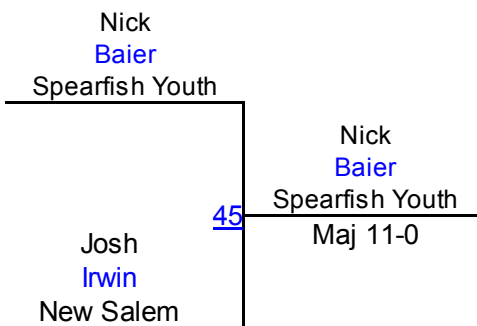 Nick
Baier
Spearfish Youth
Nick
Baier
Spearfish Youth
45
Maj 11-0
Josh
Irwin
New Salem